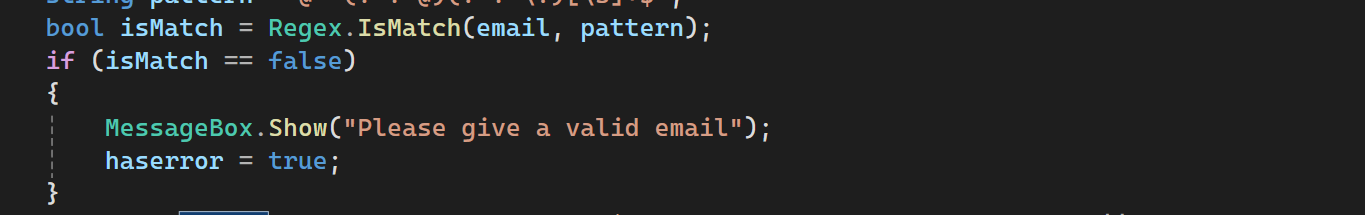 bool isMatch = Regex.IsMatch(email, pattern);
if (isMatch == false)
{
MessageBox.Show("Please give a valid email");
haserror = true;
}